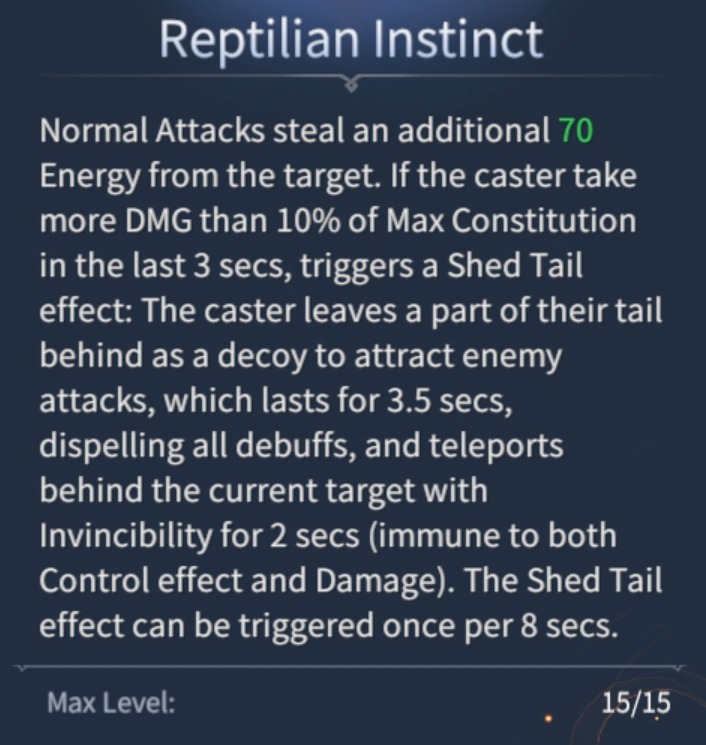 Reptilian Instinct
Normal Attacks steal an additional 70
Energy from the target. If the caster take
more DMG than 10% of Max Constitution
in the last 3 secs, triggers a Shed Tail
effect: The caster leaves a part of their tail
behind as a decoy to attract enemy
attacks, which lasts for 3.5 secs,
dispelling all debuffs, and teleports
behind the current target with
Invincibility for 2 secs (immune to both
Control effect and Damage). The Shed Tail
effect can be triggered once per 8 secs.
Max Level: 15/15